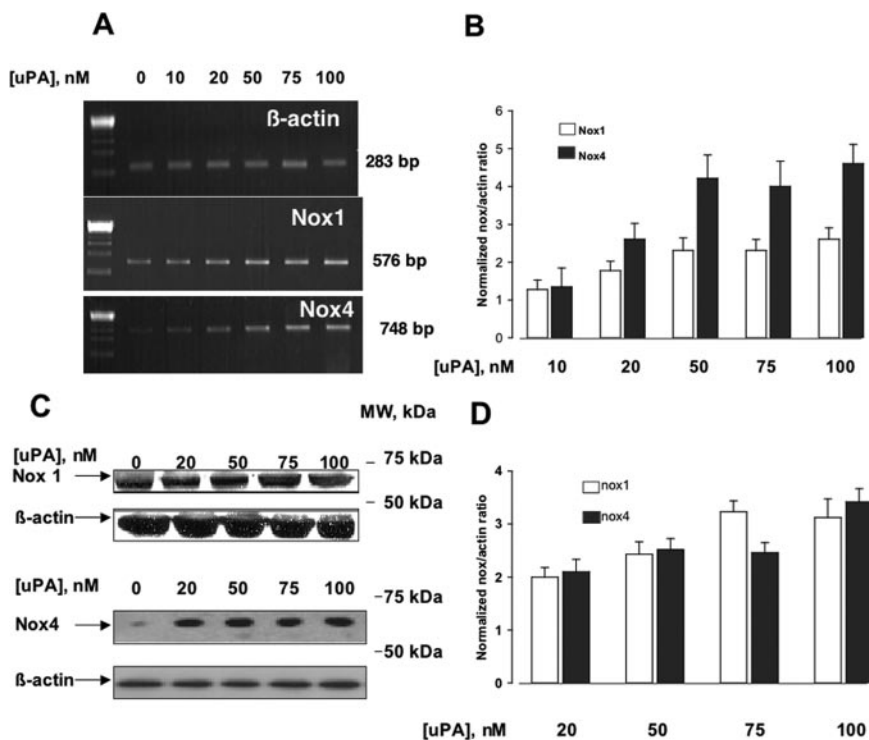 A
[uPA], nM 0 10 20 50 75 100
ß-actin
283 bp
Nox1
576 bp
Nox4
748 bp
B
6
5
4
3
2
1
0
Normalized nox/actin ratio
Nox1
Nox4
[uPA], nM 10 20 50 75 100
C
MW, kDa
[uPA], nM 0 20 50 75 100
75 kDa
Nox 1
50 kDa
ß-actin
[uPA], nM 0 20 50 75 100
75 kDa
Nox4
50 kDa
ß-actin
D
4
3
2
1
0
Normalized nox/actin ratio
nox1
nox4
[uPA], nM 20 50 75 100